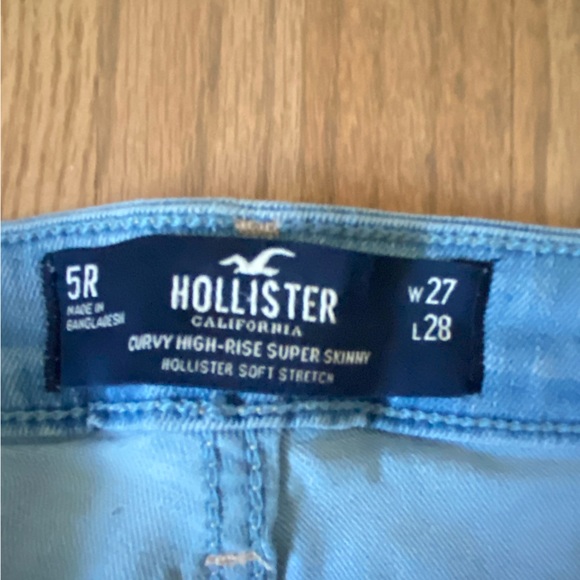 5R
MADE IN
BANGLADESH
HOLLISTER
CALIFORNIA
CURVY HIGH-RISE SUPER SKINNY
HOLLISTER SOFT STRETCH
W27
L28